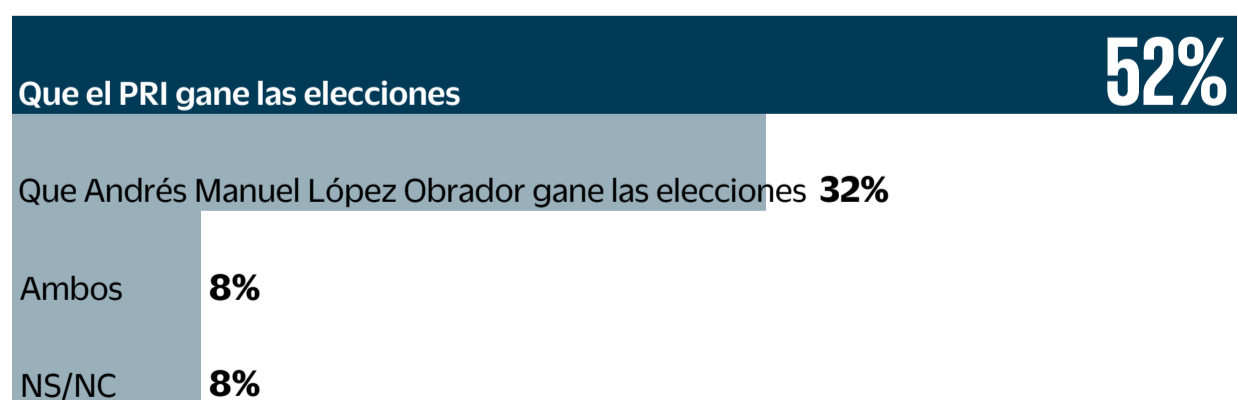 Que el PRI gane las elecciones 52%
Que Andrés Manuel López Obrador gane las elecciones 32%
Ambos 8%
NS/NC 8%